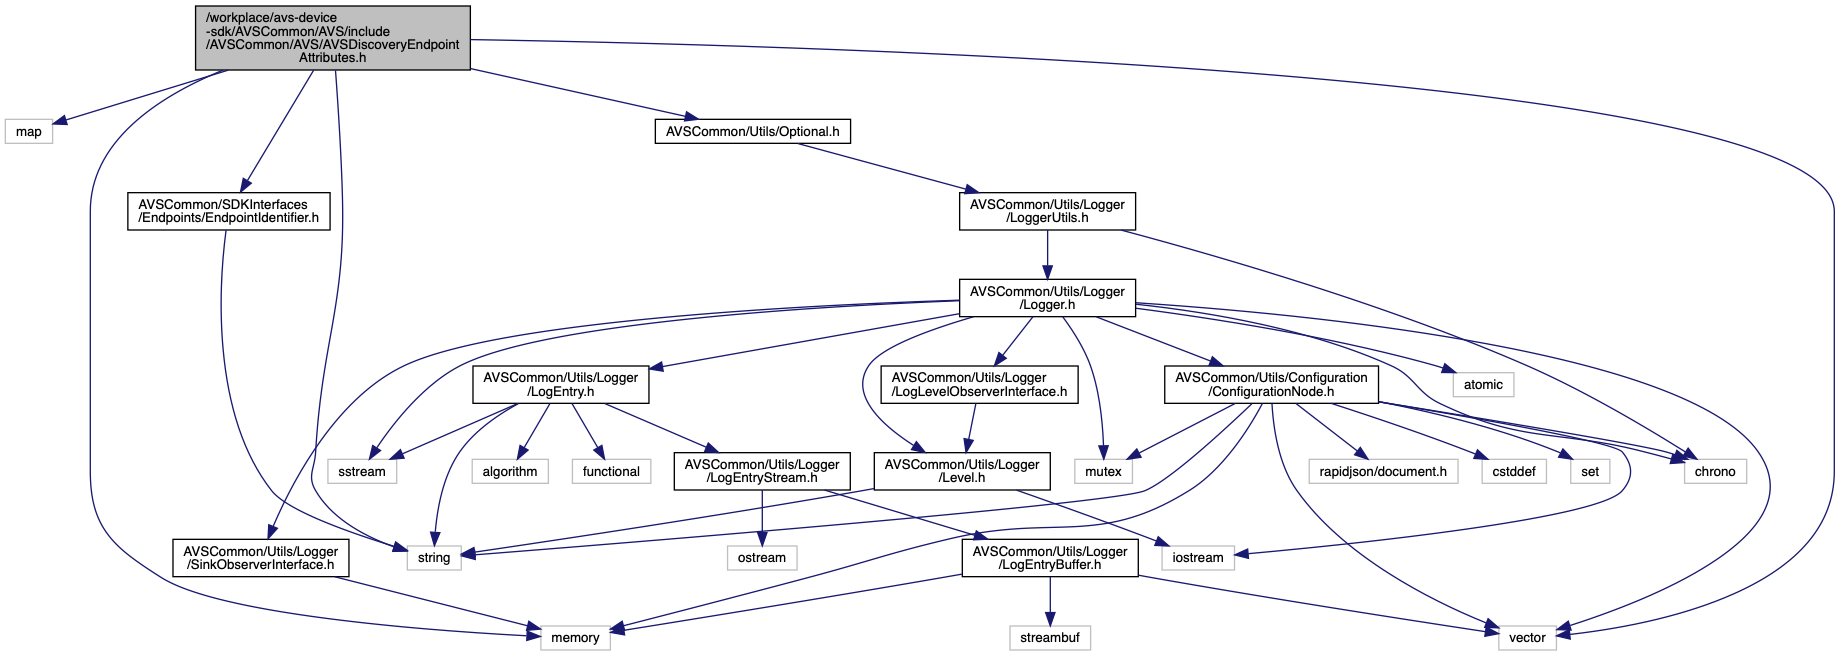 /workplace/avs-device
-sdk/AVSCommon/AVS/include
/AVSCommon/AVS/AVSDiscoveryEndpoint
Attributes.h
map
AVSCommon/Utils/Optional.h
AVSCommon/SDKInterfaces
/Endpoints/EndpointIdentifier.h
AVSCommon/Utils/Logger
/LoggerUtils.h
AVSCommon/Utils/Logger
/Logger.h
AVSCommon/Utils/Logger
/LogEntry.h
AVSCommon/Utils/Logger
/LogLevelObserverInterface.h
AVSCommon/Utils/Configuration
/ConfigurationNode.h
atomic
sstream
algorithm
functional
AVSCommon/Utils/Logger
/LogEntryStream.h
AVSCommon/Utils/Logger
/Level.h
mutex
rapidjson/document.h
cstddef
set
chrono
AVSCommon/Utils/Logger
/SinkObserverInterface.h
string
ostream
AVSCommon/Utils/Logger
/LogEntryBuffer.h
iostream
memory
streambuf
vector